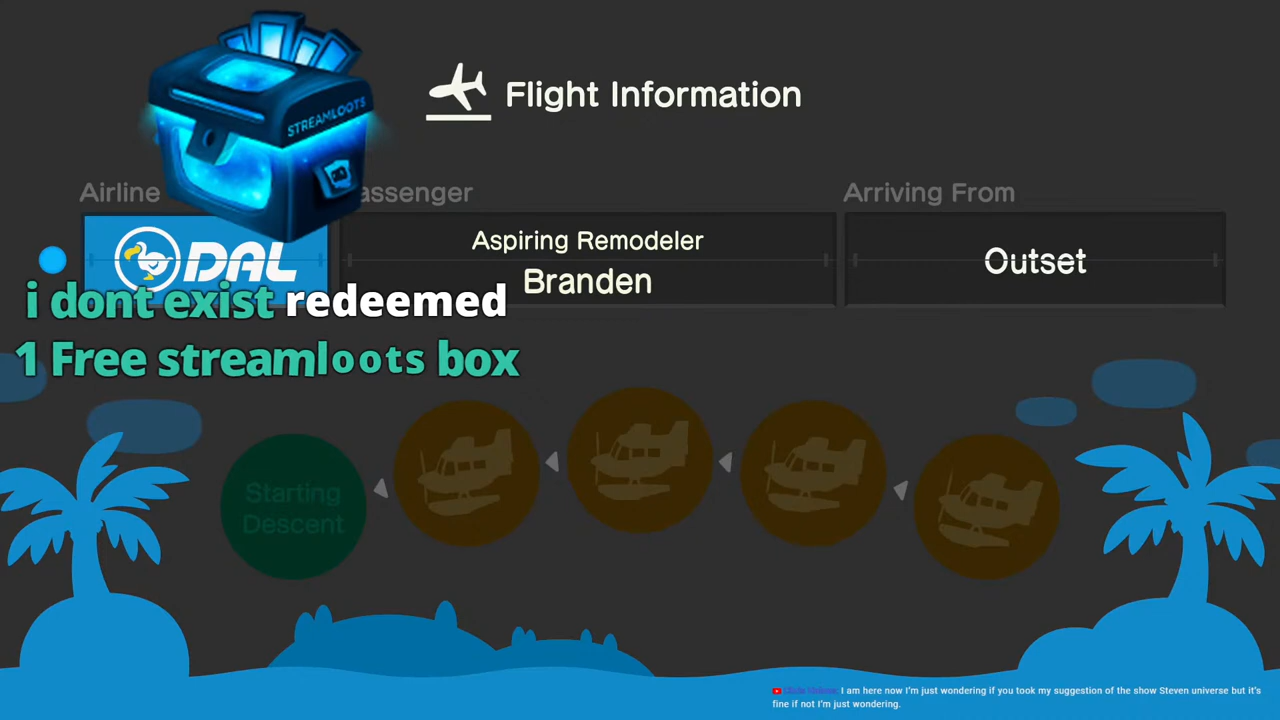 STREAMLOOTS
Flight Information
Airline
assenger
Arriving From
DAL
Aspiring Remodeler
Branden
Outset
i dont exist redeemed
1 Free streamloots box
Starting
Descent
I am here now I'm just wondering if you took my suggestion of the show Steven universe but it's
fine if not I'm just wondering.